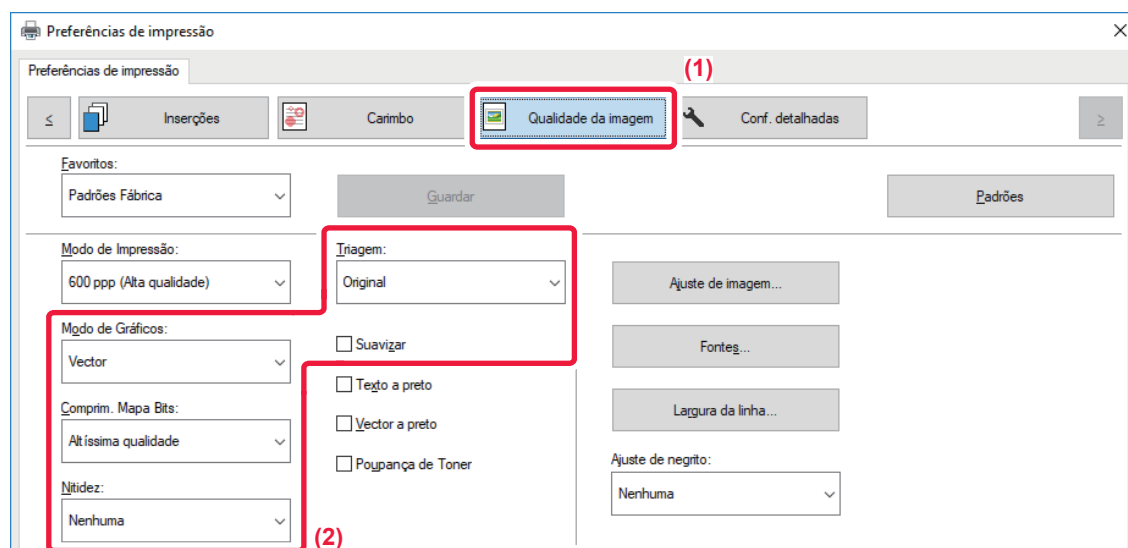 Preferências de impressão
Preferências de impressão
(1)
<
Inserções
Carimbo
Qualidade da imagem
Conf. detalhadas
>
Favoritos:
Padrões Fábrica
Guardar
Padrões
Modo de Impressão:
600 ppp (Alta qualidade)
Triagem:
Original
Ajuste de imagem...
Modo de Gráficos:
Vector
Suavizar
Fontes...
Texto a preto
Comprim. Mapa Bits:
Altíssima qualidade
Vector a preto
Largura da linha...
Poupança de Toner
Ajuste de negrito:
Nenhuma
Nitidez:
Nenhuma
(2)